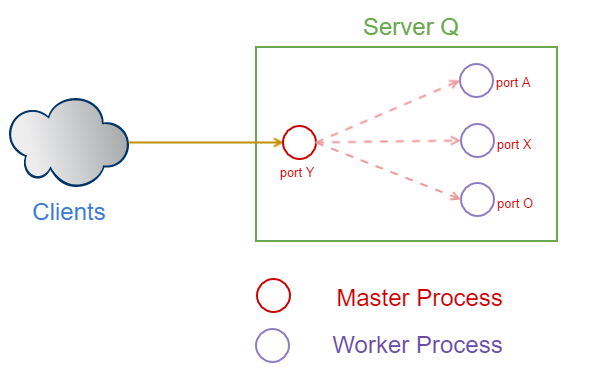 Server Q
port A
port X
port Y
port O
Clients
Master Process
Worker Process